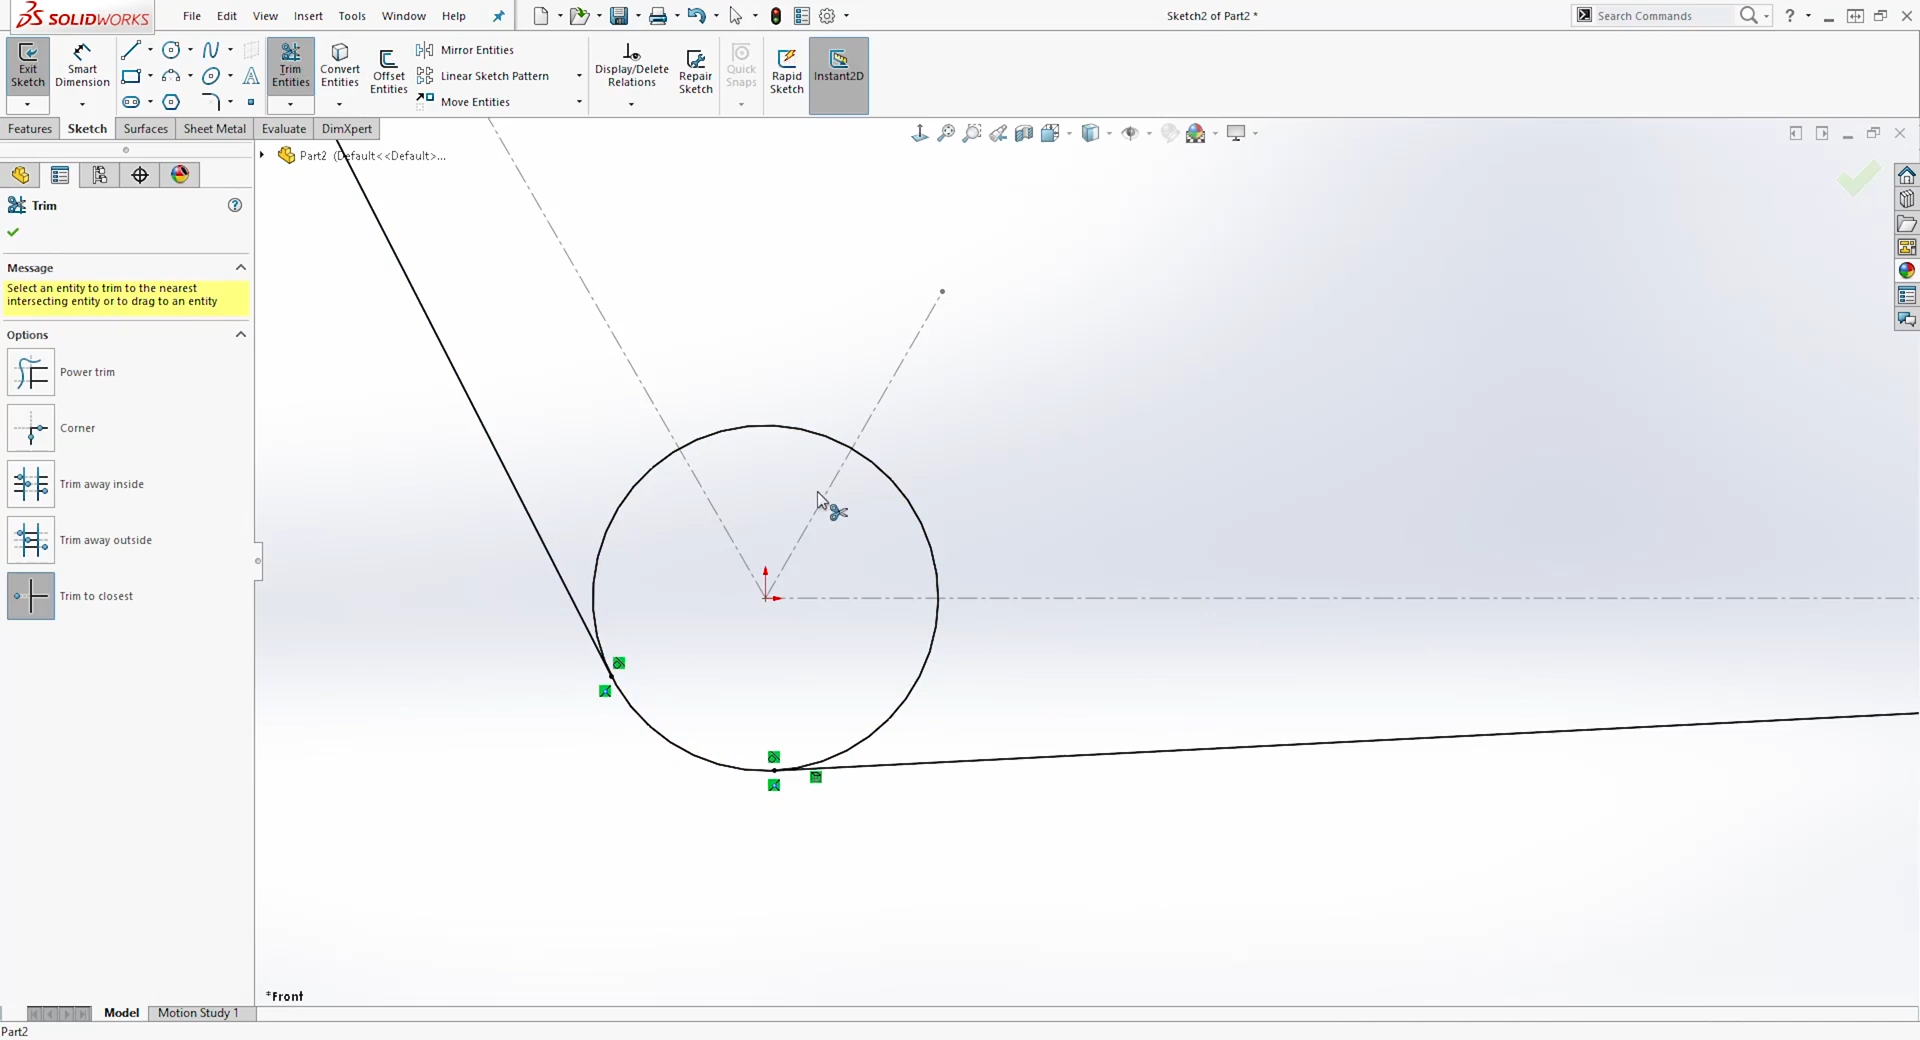 SOLIDWORKS
File Edit View Insert Tools Window Help
Sketch2 of Part2 *
Search Commands
?
Exit Sketch
Smart Dimension
Trim Entities
Convert Entities
Offset Entities
Mirror Entities
Linear Sketch Pattern
Move Entities
Display/Delete Relations
Repair Sketch
Quick Snaps
Rapid Sketch
Instant2D
Features Sketch Surfaces Sheet Metal Evaluate DimXpert
Part2 (Default<<Default>...
Trim
?
Message
Select an entity to trim to the nearest
intersecting entity or to drag to an entity
Options
Power trim
Corner
Trim away inside
Trim away outside
Trim to closest
*Front
Model Motion Study 1
Part2